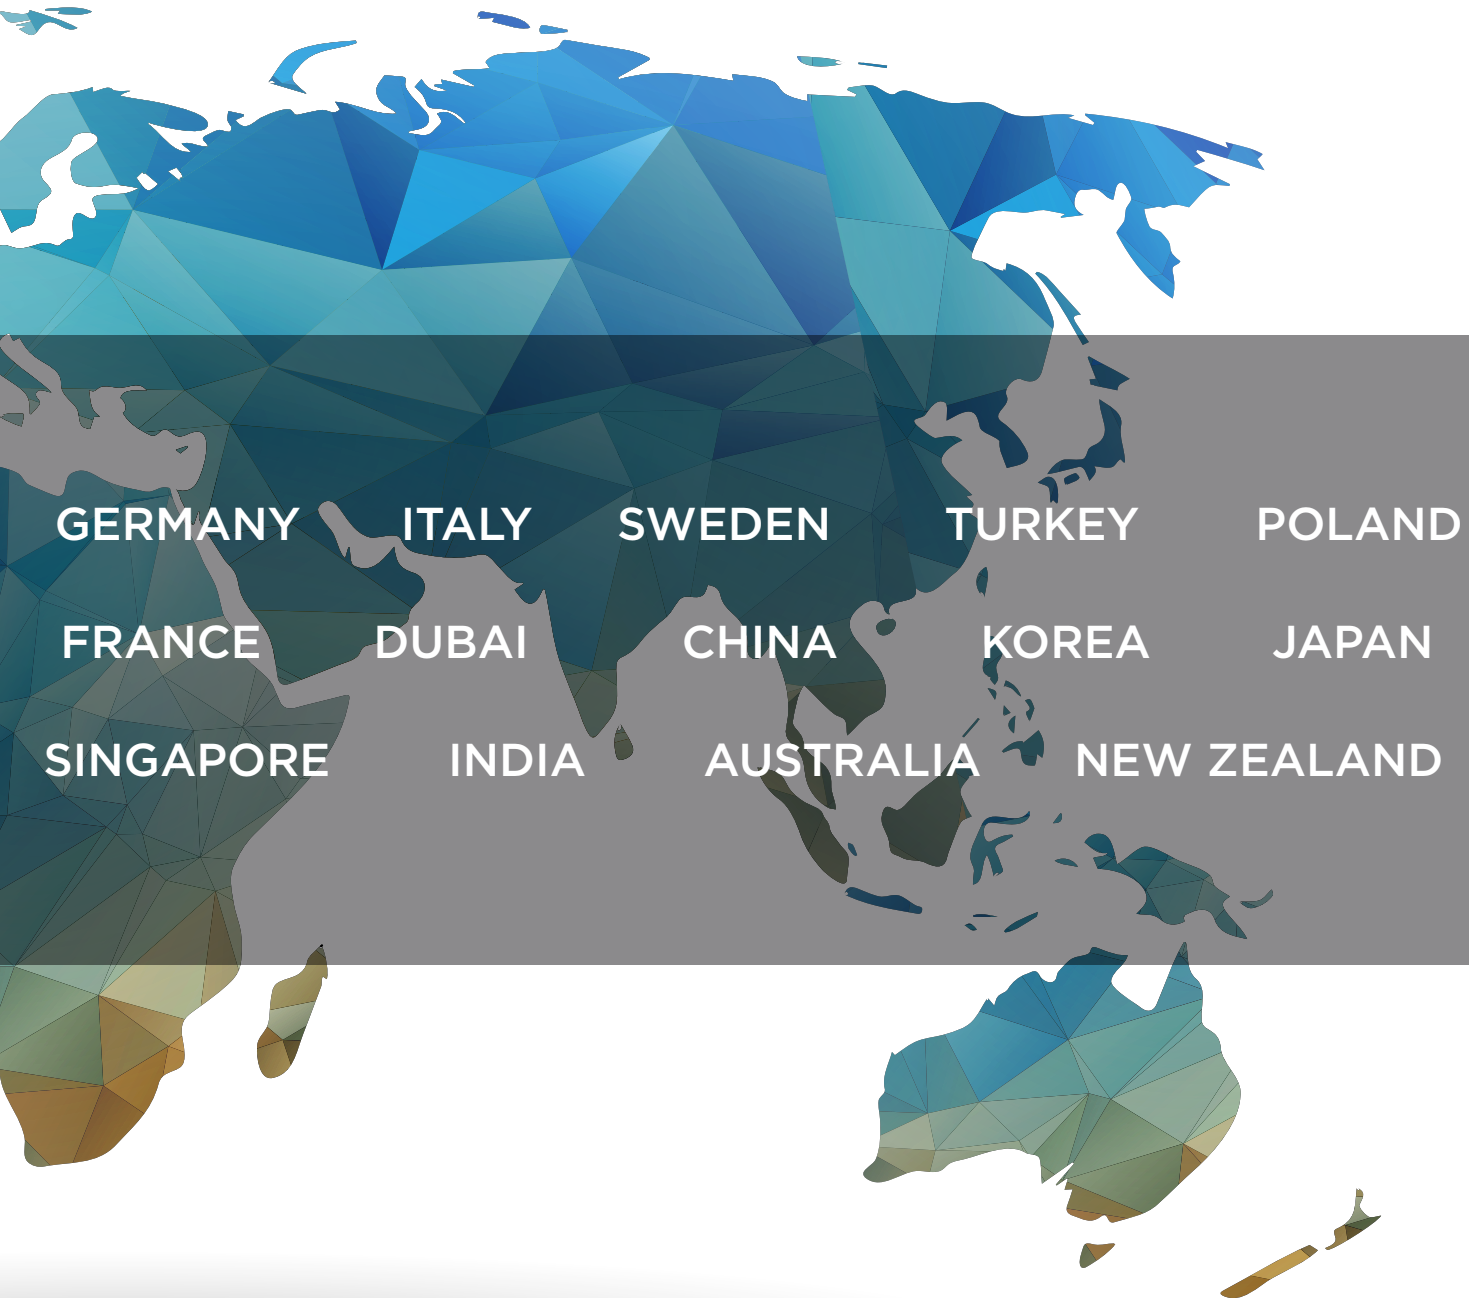 GERMANY ITALY SWEDEN TURKEY POLAND
FRANCE DUBAI CHINA KOREA JAPAN
SINGAPORE INDIA AUSTRALIA NEW ZEALAND